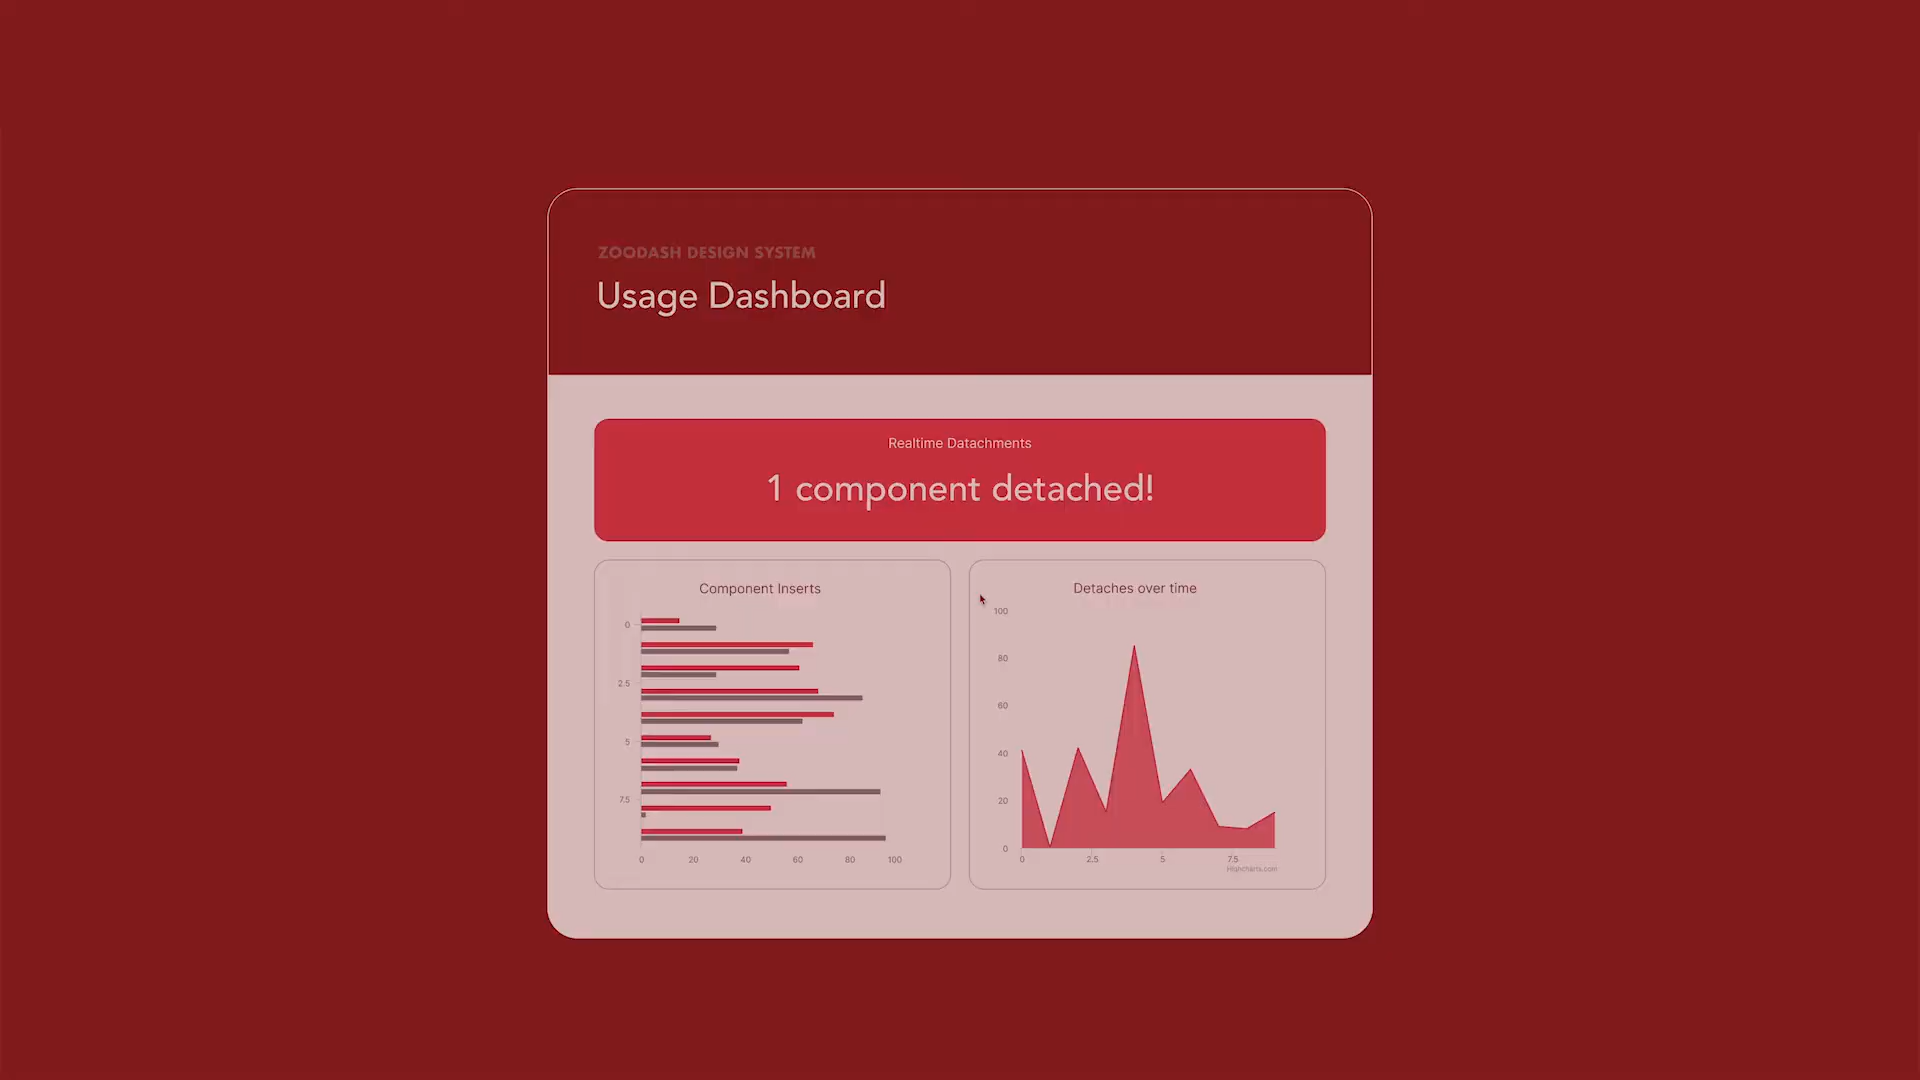 ZOODASH DESIGN SYSTEM
Usage Dashboard
Realtime Datachments
1 component detached!
Component Inserts
0
2.5
5
7.5
0 20 40 60 80 100
Detaches over time
100
80
60
40
20
0
0 2.5 5 7.5
Highcharts.com